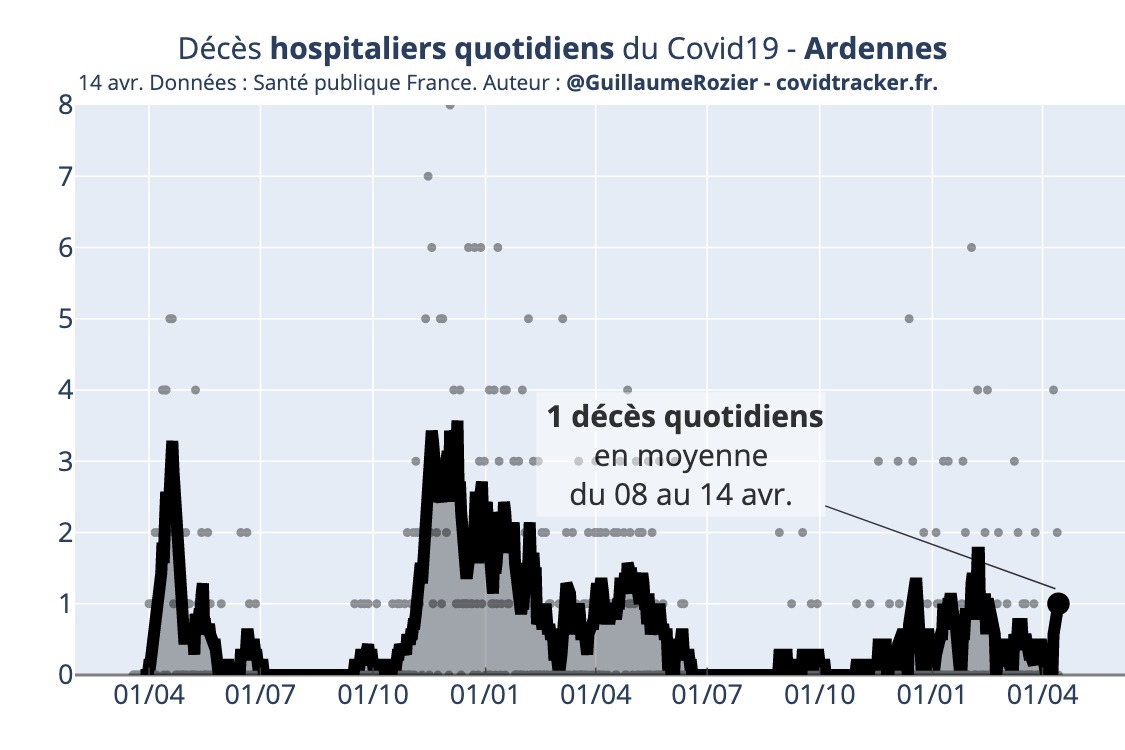 Décès hospitaliers quotidiens du Covid19 - Ardennes
14 avr. Données : Santé publique France. Auteur : @GuillaumeRozier - covidtracker.fr.
8
7
6
5
4
3
2
1
0
1 décès quotidiens
en moyenne
du 08 au 14 avr.
01/04 01/07 01/10 01/01 01/04 01/07 01/10 01/01 01/04